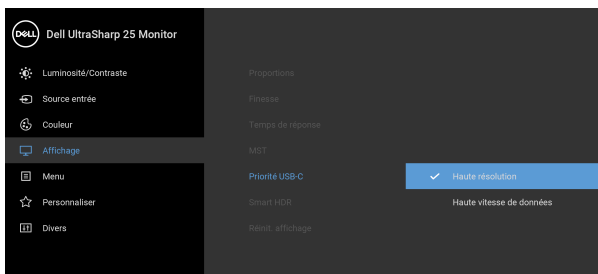 DELL
Dell UltraSharp 25 Monitor
Luminosité/Contraste
Proportions
Source entrée
Finesse
Couleur
Temps de réponse
Affichage
MST
Menu
Priorité USB-C
Haute résolution
Personnaliser
Smart HDR
Haute vitesse de données
Divers
Réinit. affichage